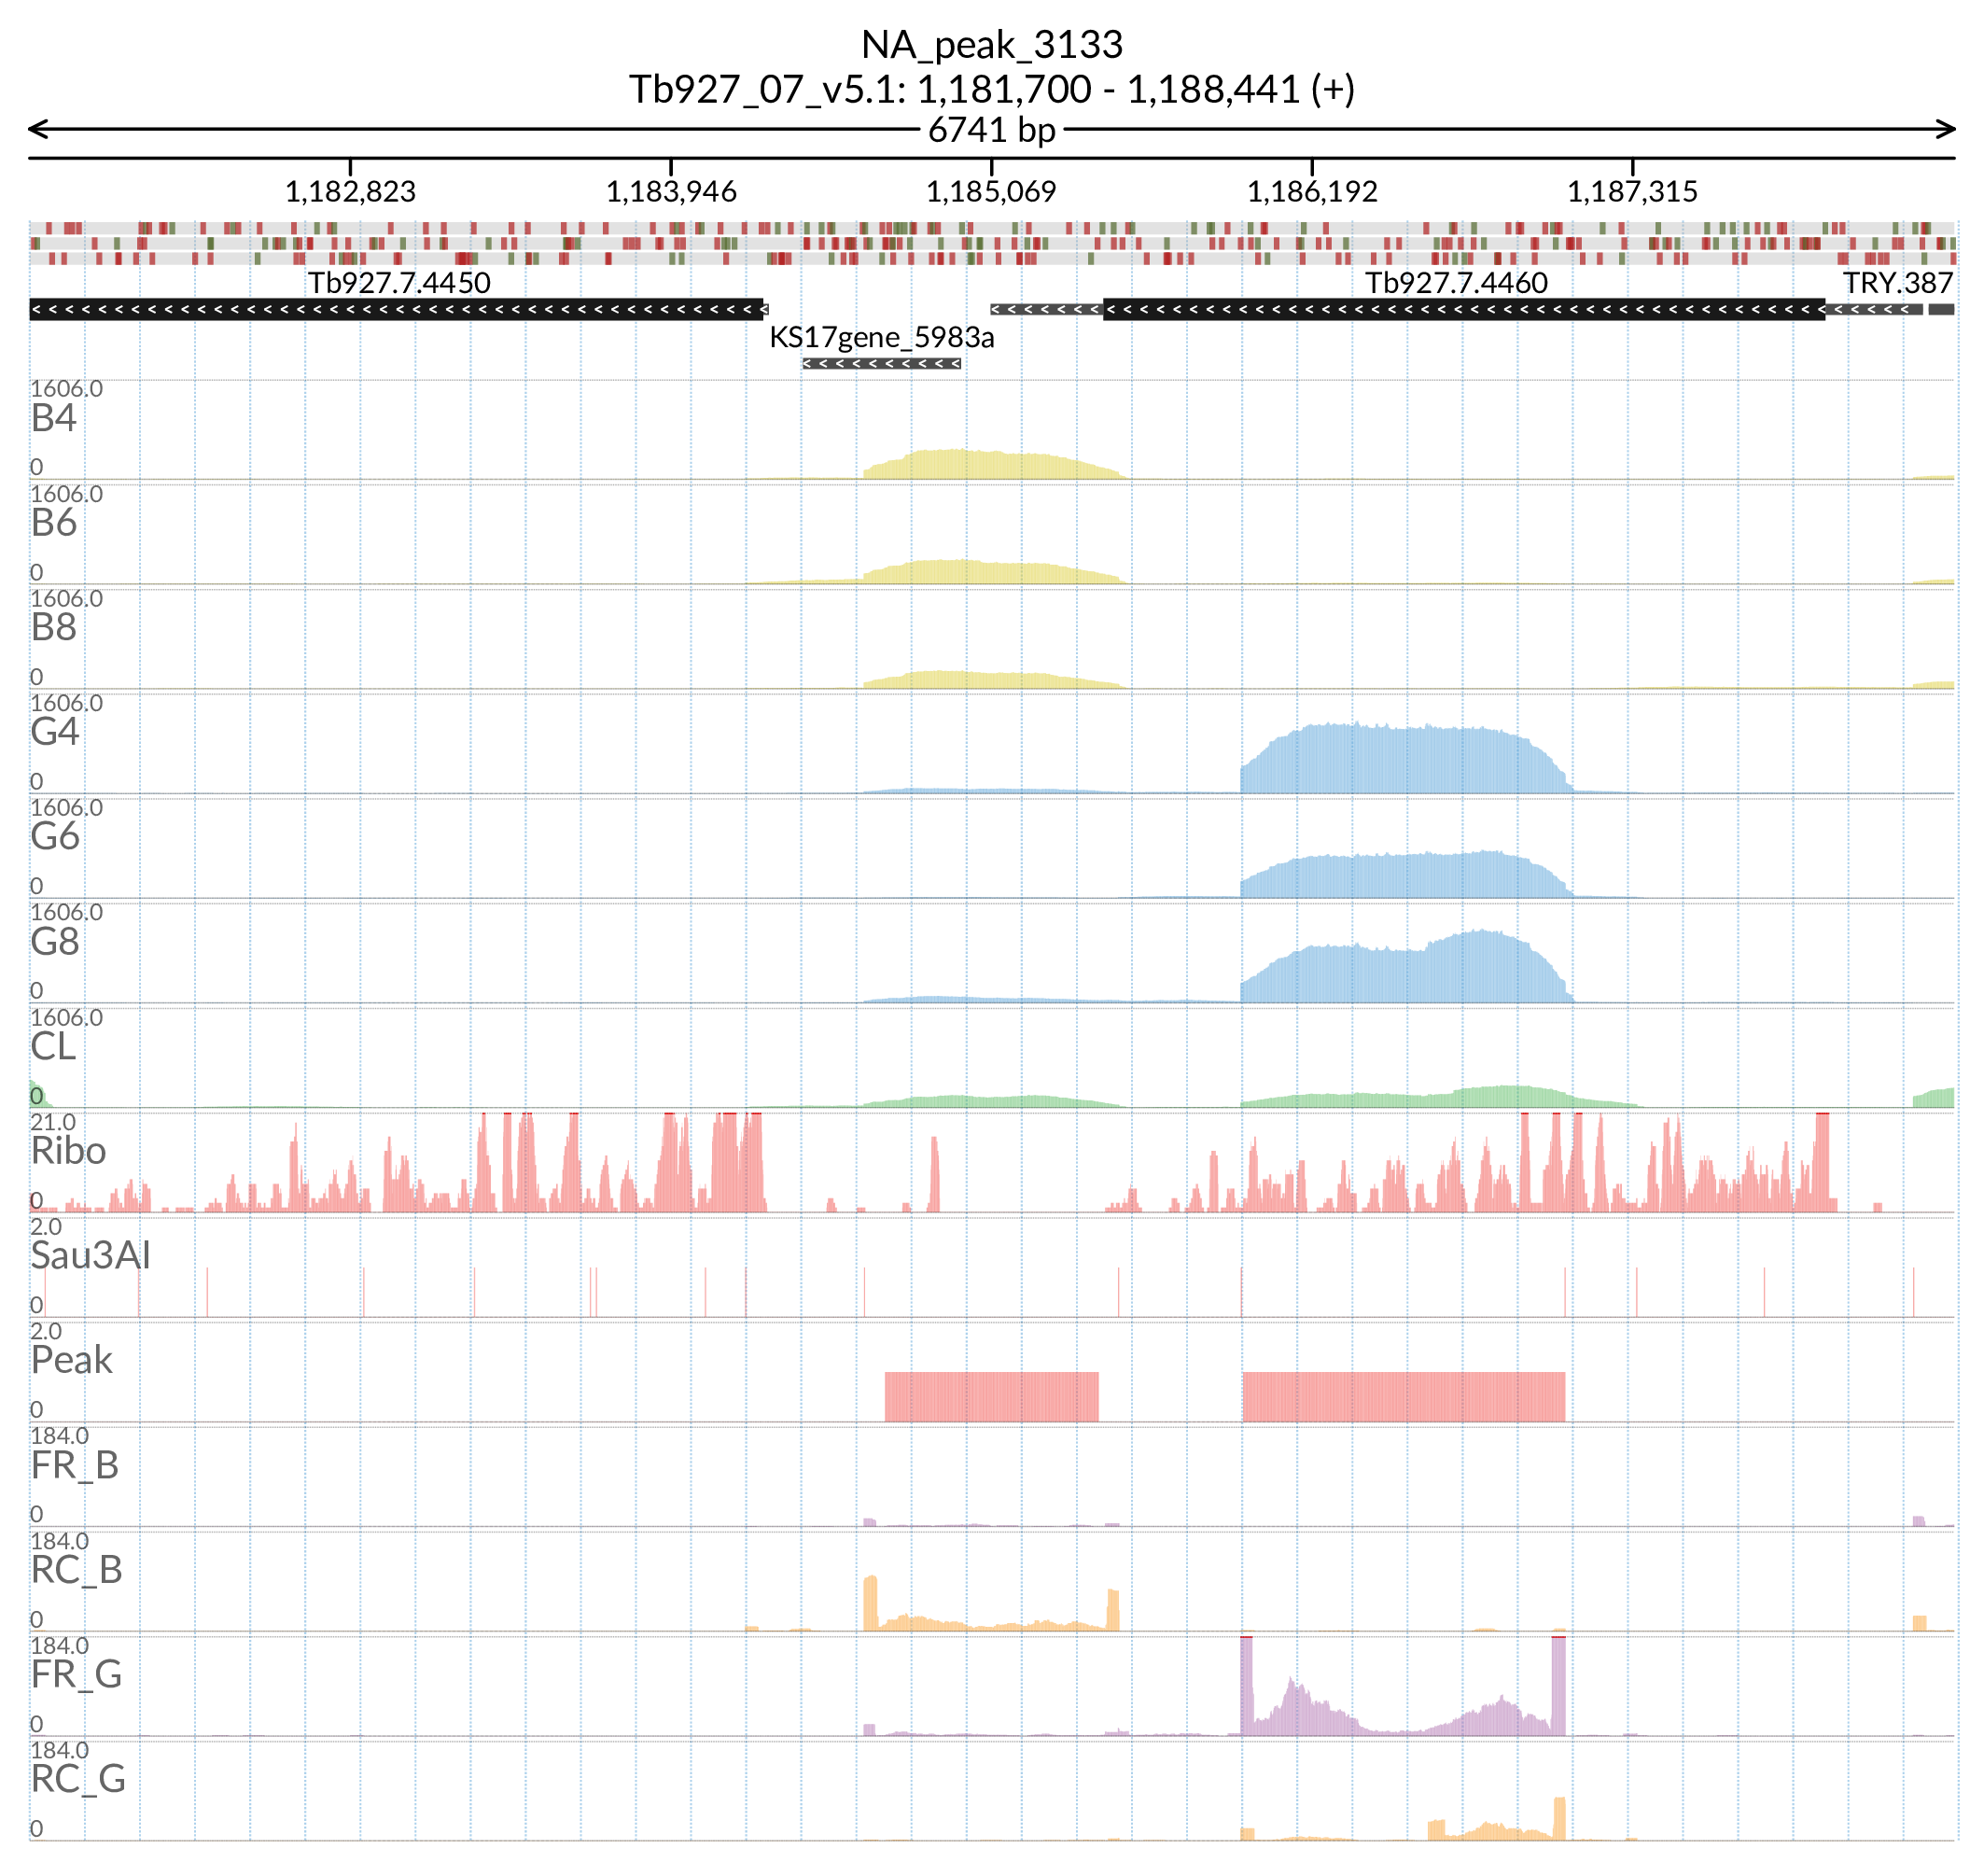 NA_peak_3133
Tb927_07_v5.1: 1,181,700 - 1,188,441 (+)
6741 bp
1,182,823 1,183,946 1,185,069 1,186,192 1,187,315
Tb927.7.4450 Tb927.7.4460 TRY.387
KS17gene_5983a
1606.0
B4
0
1606.0
B6
0
1606.0
B8
0
1606.0
G4
0
1606.0
G6
0
1606.0
G8
0
1606.0
CL
0
21.0
Ribo
0
2.0
Sau3AI
0
2.0
Peak
0
184.0
FR_B
0
184.0
RC_B
0
184.0
FR_G
0
184.0
RC_G
0